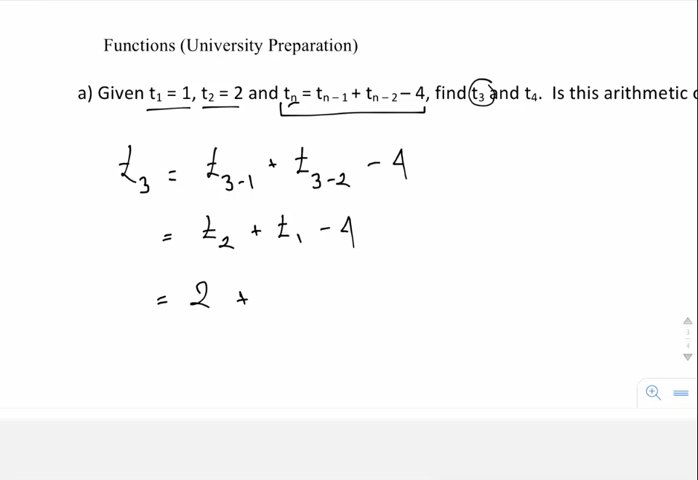 Functions (University Preparation)
a) Given t₁ = 1, t₂ = 2 and tₙ = tₙ₋₁ + tₙ₋₂ – 4, find t₃ and t₄. Is this arithmetic
t₃ = t₃₋₁ + t₃₋₂ - 4
= t₂ + t₁ - 4
= 2 +